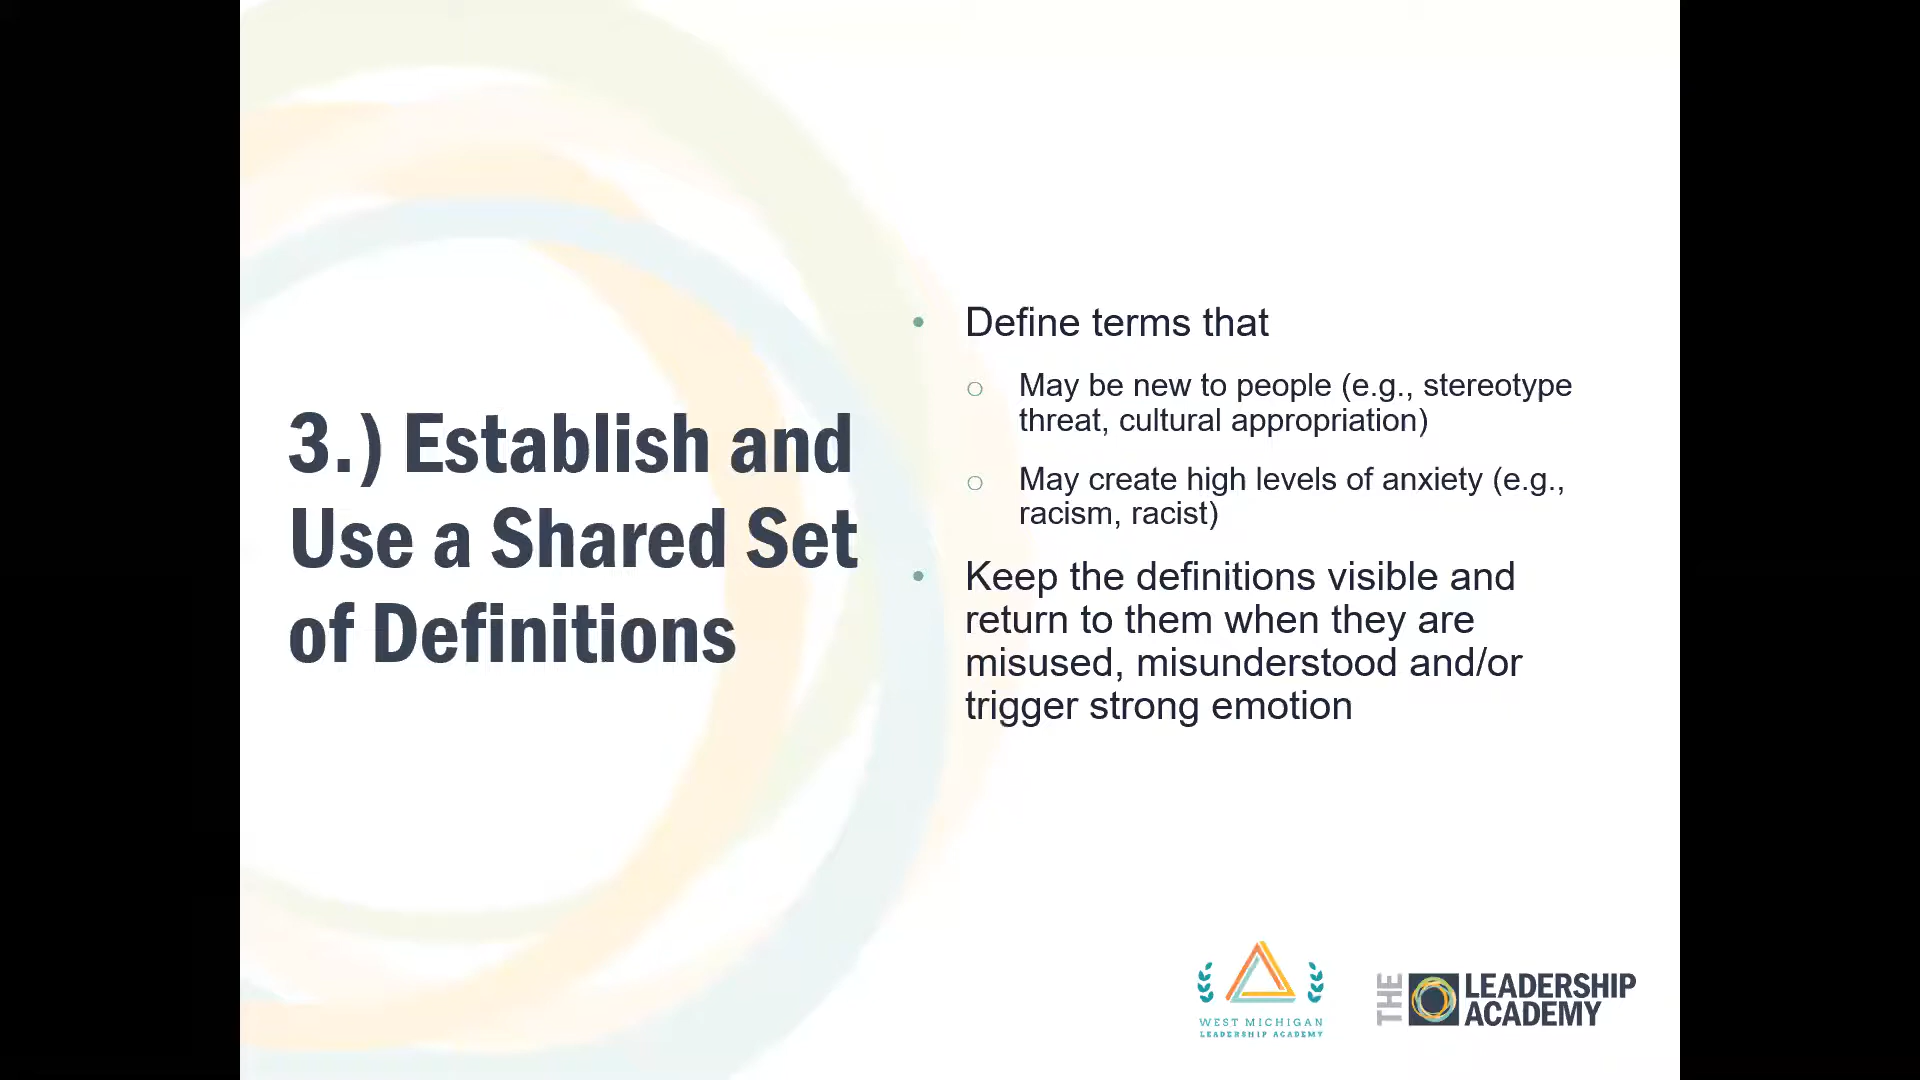 3.) Establish and
Use a Shared Set
of Definitions
• Define terms that
○ May be new to people (e.g., stereotype
threat, cultural appropriation)
○ May create high levels of anxiety (e.g.,
racism, racist)
• Keep the definitions visible and
return to them when they are
misused, misunderstood and/or
trigger strong emotion
WEST MICHIGAN
LEADERSHIP ACADEMY
THE
LEADERSHIP
ACADEMY